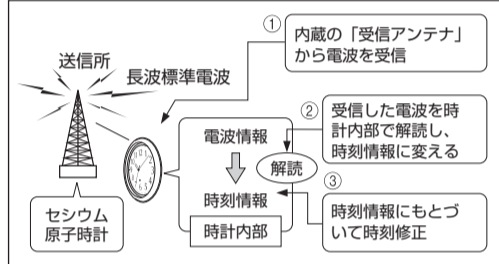 ①
内蔵の「受信アンテナ」
から電波を受信
送信所
長波標準電波
②
受信した電波を時
計内部で解読し、
時刻情報に変える
電波情報
解読
時刻情報
時計内部
③
時刻情報にもとづ
いて時刻修正
セシウム
原子時計